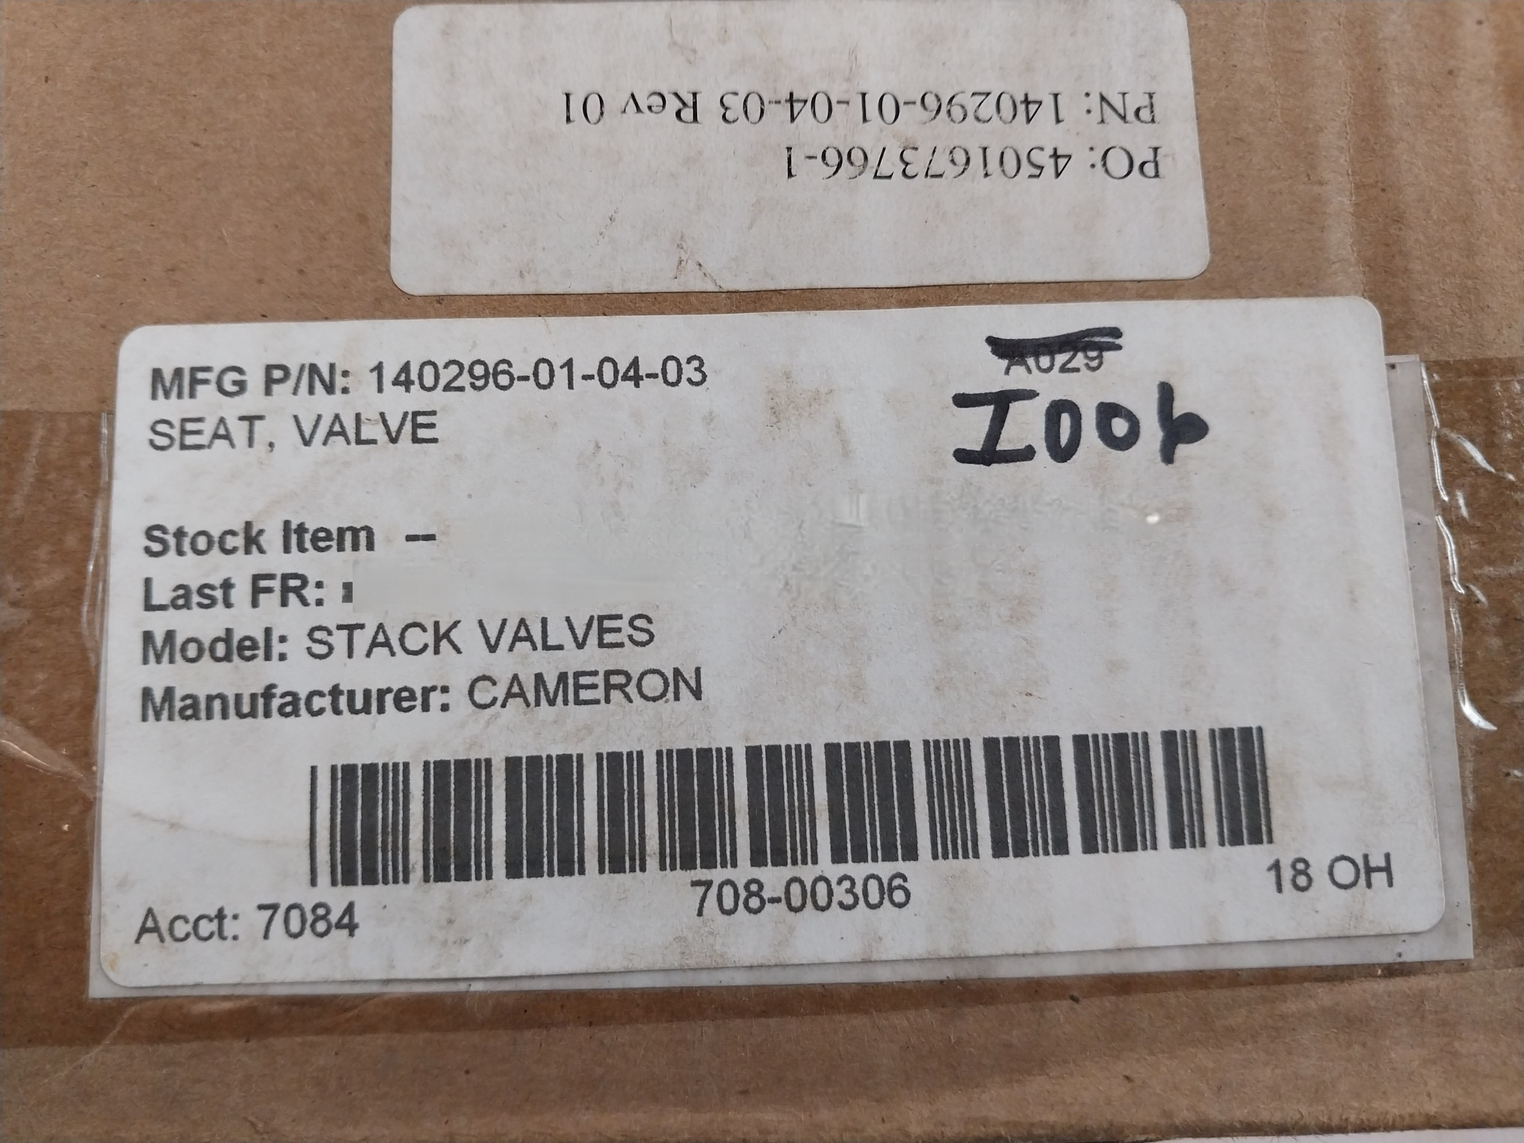 PO: 4501673766-1
PN: 140296-01-04-03 Rev 01
MFG P/N: 140296-01-04-03
A029
SEAT, VALVE
I006
Stock Item --
Last FR:
Model: STACK VALVES
Manufacturer: CAMERON
708-00306
18 OH
Acct: 7084